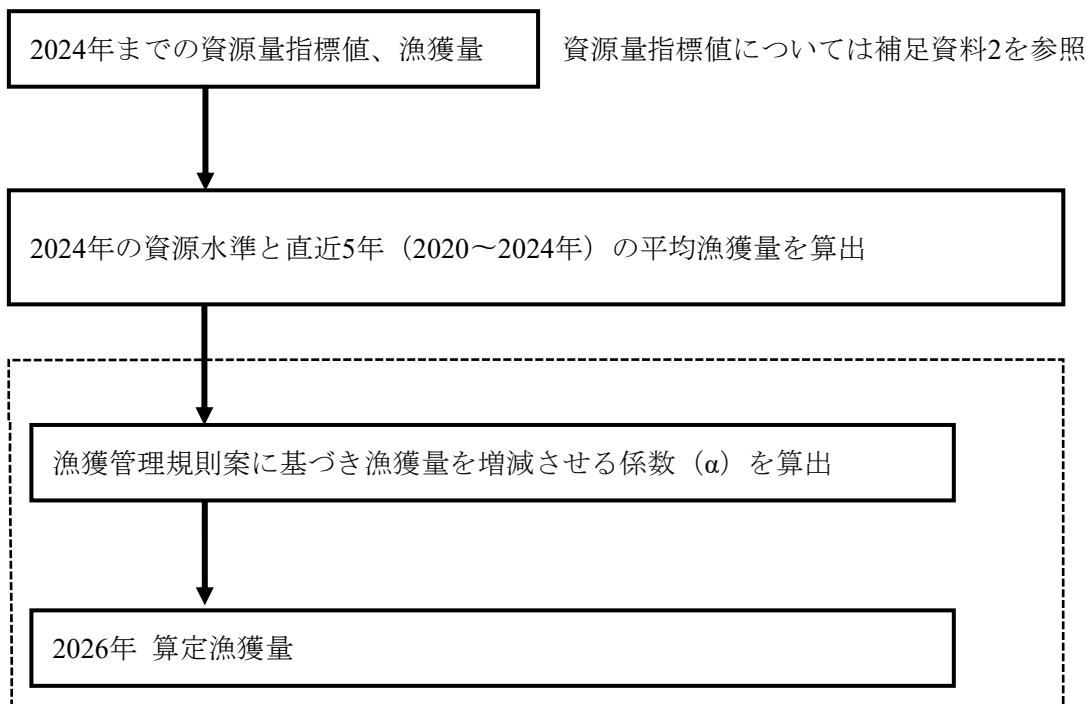 2024年までの資源量指標値、漁獲量
資源量指標値については補足資料2を参照
2024年の資源水準と直近5年（2020～2024年）の平均漁獲量を算出
漁獲管理規則案に基づき漁獲量を増減させる係数（α）を算出
2026年 算定漁獲量